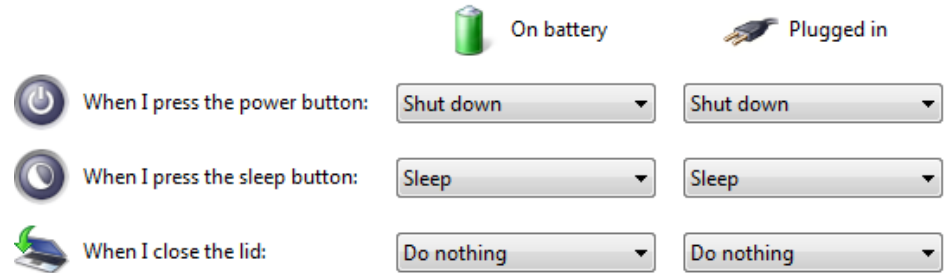 On battery Plugged in
When I press the power button: Shut down Shut down
When I press the sleep button: Sleep Sleep
When I close the lid: Do nothing Do nothing